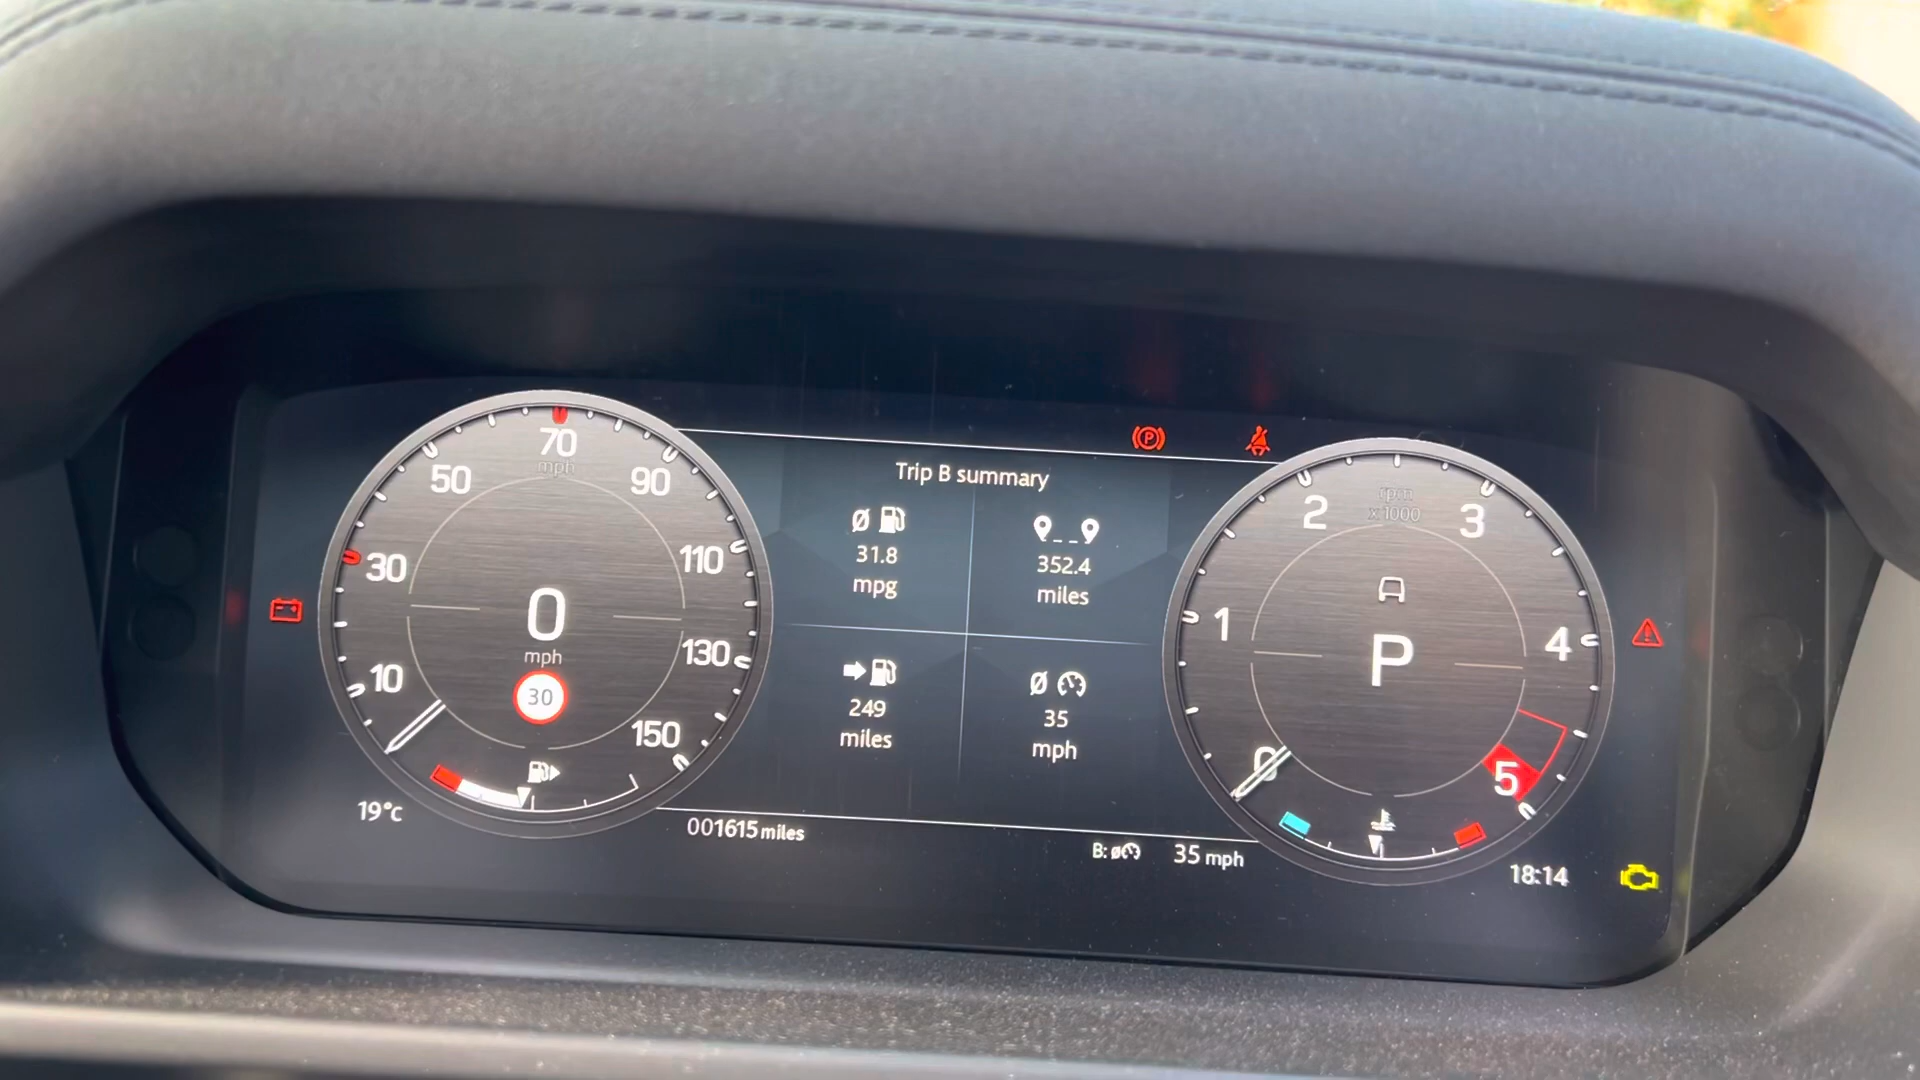 70
mph
50
90
30
110
0
mph
10
130
30
150
19°c
Trip B summary
Ø
31.8
mpg
352.4
miles
249
miles
Ø
35
mph
001615 miles
B: Ø
35 mph
P
2
rpm
x 1000
3
1
4
P
0
5
18:14